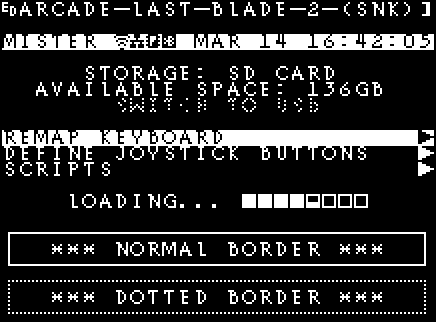 ARCADE-LAST-BLADE-2-(SNK)
MISTER MAR 14 16:42:05
STORAGE: SD CARD
AVAILABLE SPACE: 136GB
SWITCH TO USB
REMAP KEYBOARD
DEFINE JOYSTICK BUTTONS
SCRIPTS
LOADING...
*** NORMAL BORDER ***
*** DOTTED BORDER ***